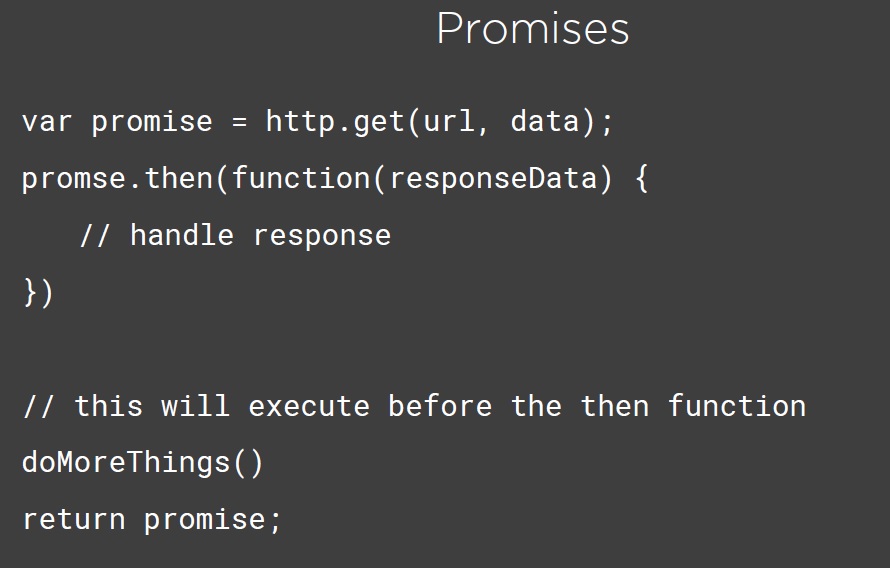 Promises
var promise = http.get(url, data);
promse.then(function(responseData) {
// handle response
})
// this will execute before the then function
doMoreThings()
return promise;